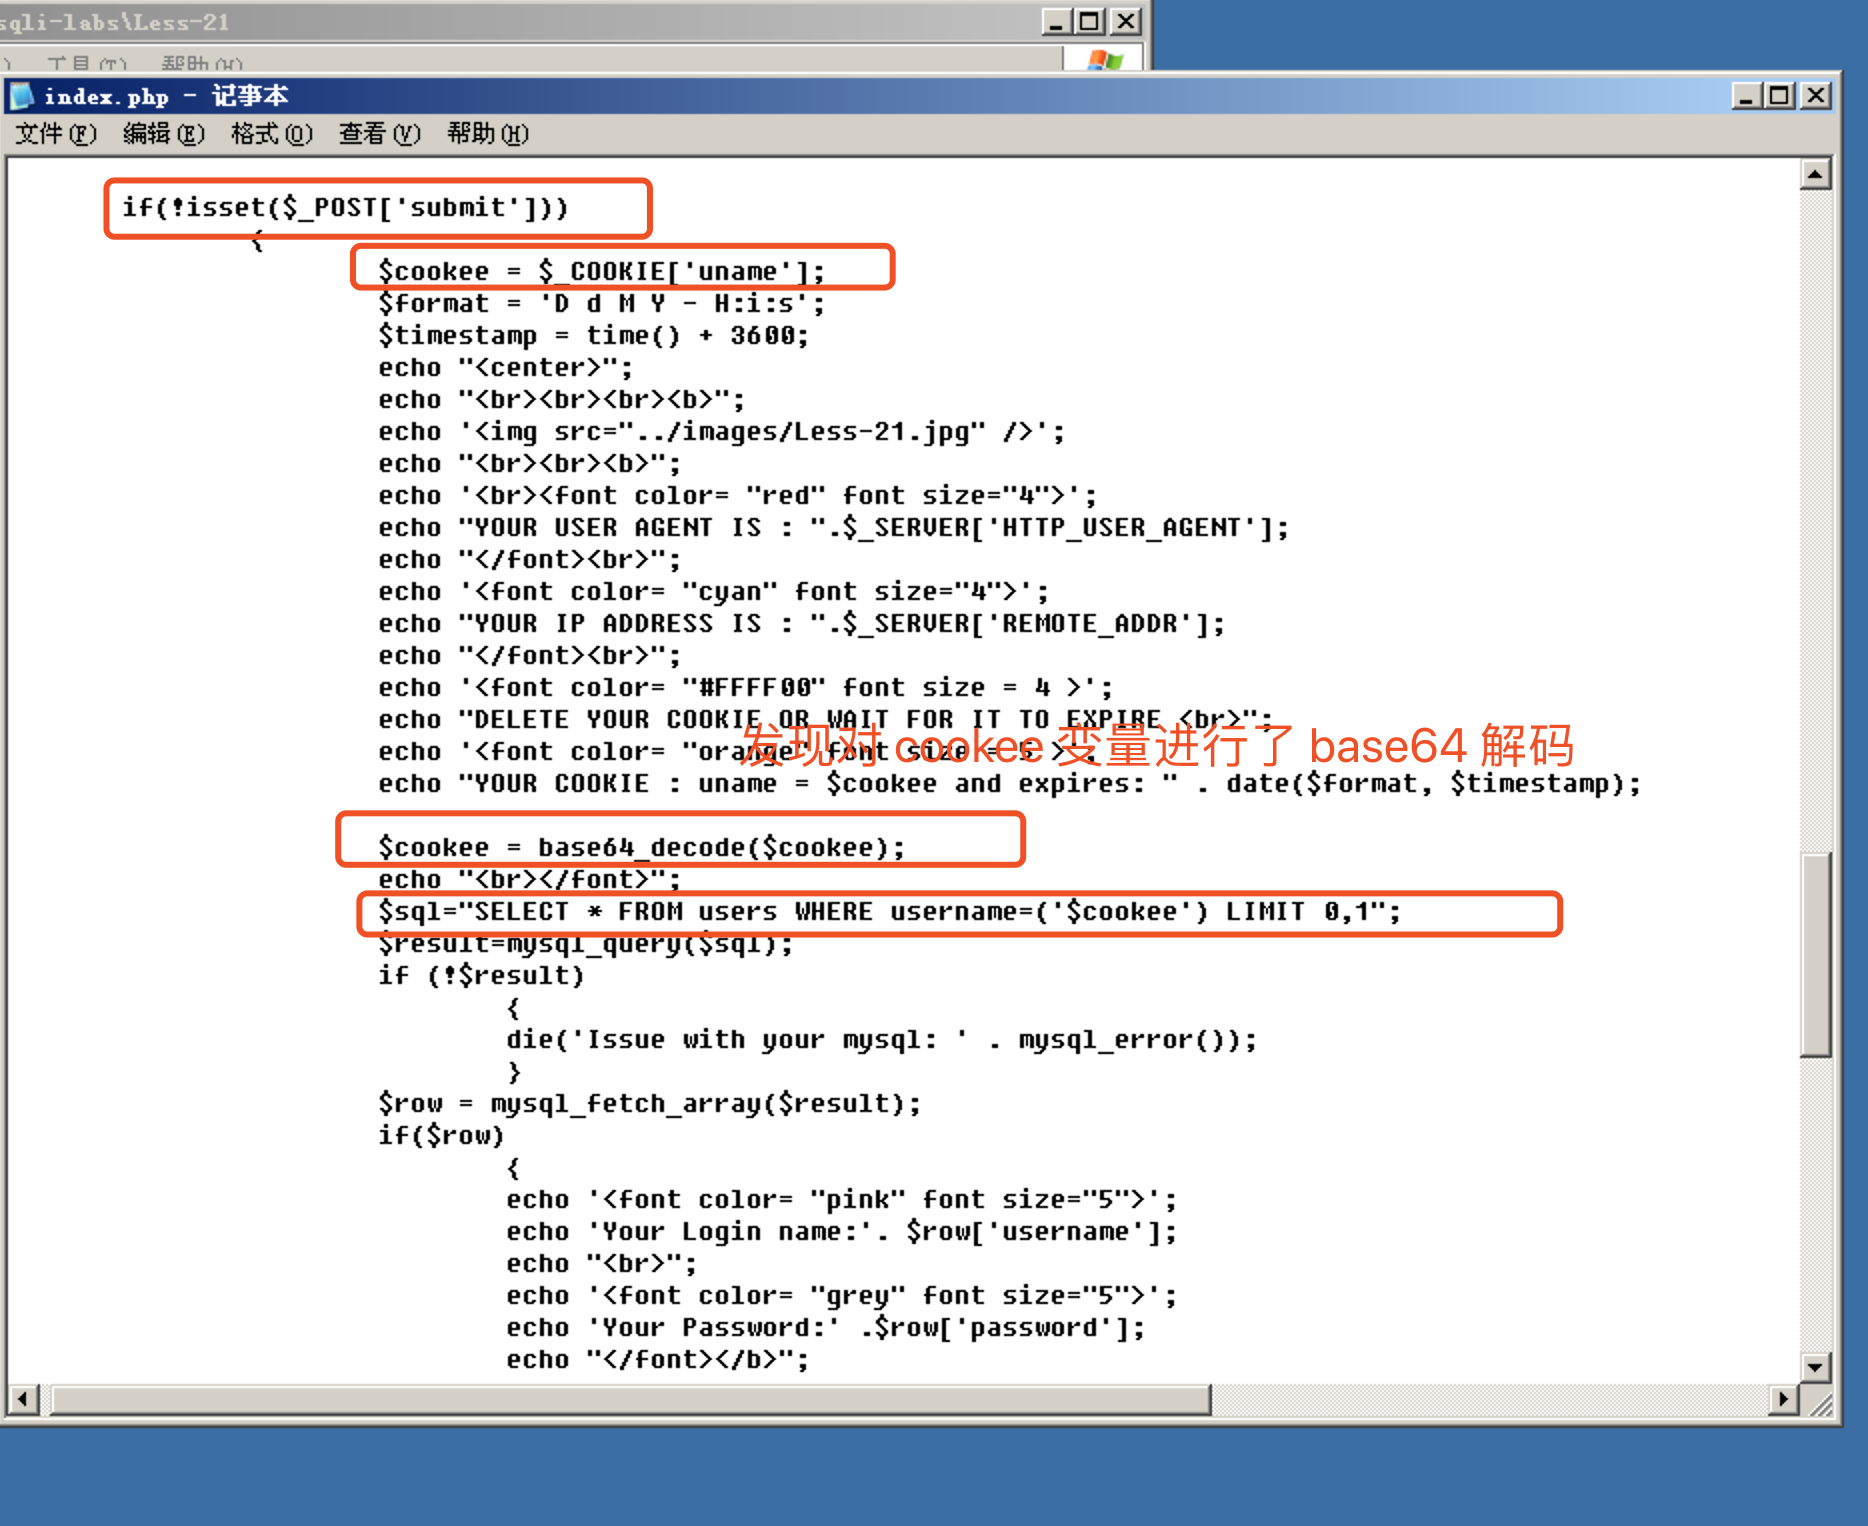 sqli-labs\Less-21
工具(T) 帮助(H)
index.php - 记事本
文件(F) 编辑(E) 格式(O) 查看(V) 帮助(H)
if(!isset($_POST['submit']))
{
$cookee = $_COOKIE['uname'];
$format = 'D d M Y - H:i:s';
$timestamp = time() + 3600;
echo "<center>";
echo "<br><br><br><b>";
echo '<img src="../images/Less-21.jpg" />';
echo "<br><br><b>";
echo '<br><font color= "red" font size="4">';
echo "YOUR USER AGENT IS : ".$_SERVER['HTTP_USER_AGENT'];
echo "</font><br>";
echo '<font color= "cyan" font size="4">';
echo "YOUR IP ADDRESS IS : ".$_SERVER['REMOTE_ADDR'];
echo "</font><br>";
echo '<font color= "#FFFF00" font size = 4 >';
echo "DELETE YOUR COOKIE OR WAIT FOR IT TO EXPIRE <br>";
发现对 cookee 变量进行了 base64 解码
echo '<font color= "orange" font size = 5 >';
echo "YOUR COOKIE : uname = $cookee and expires: " . date($format, $timestamp);
$cookee = base64_decode($cookee);
echo "<br></font>";
$sql="SELECT * FROM users WHERE username=('$cookee') LIMIT 0,1";
$result=mysql_query($sql);
if (!$result)
{
die('Issue with your mysql: ' . mysql_error());
}
$row = mysql_fetch_array($result);
if($row)
{
echo '<font color= "pink" font size="5">';
echo 'Your Login name:'. $row['username'];
echo "<br>";
echo '<font color= "grey" font size="5">';
echo 'Your Password:' .$row['password'];
echo "</font></b>";